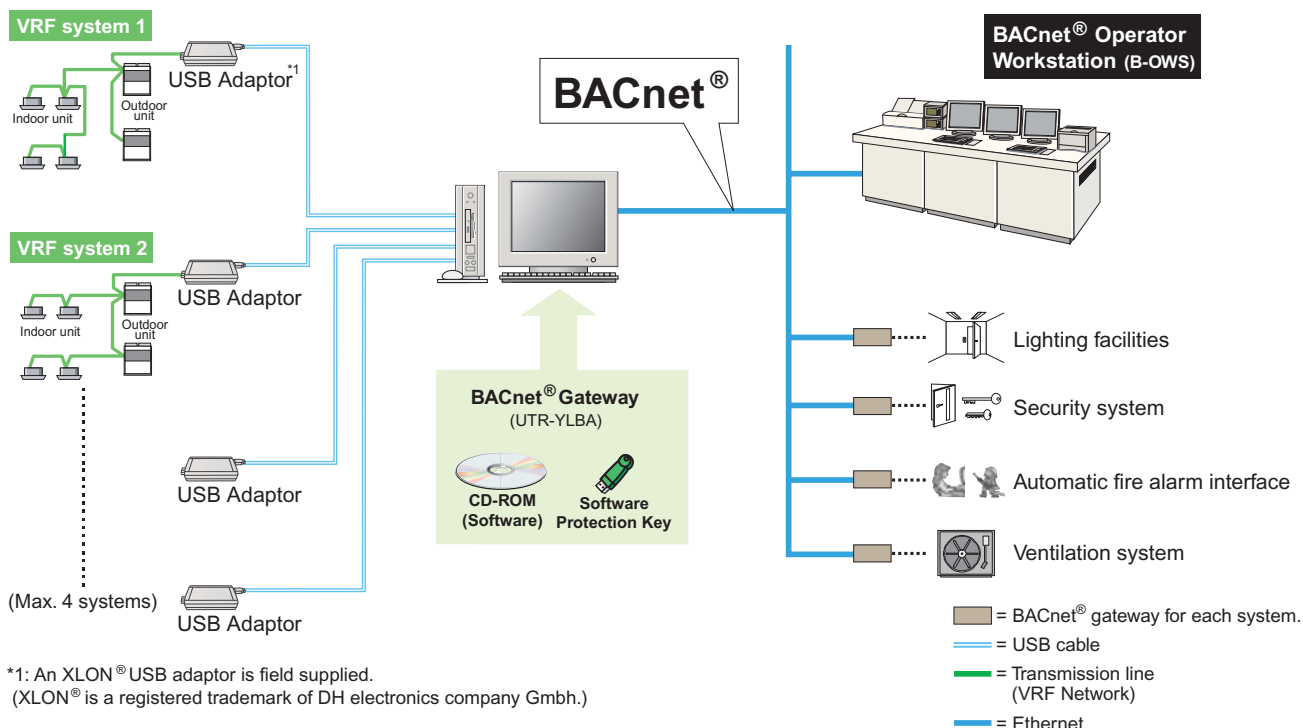 VRF system 1
USB Adaptor*1
Indoor unit
Outdoor
unit
VRF system 2
USB Adaptor
Indoor unit
Outdoor
unit
USB Adaptor
(Max. 4 systems)
USB Adaptor
*1: An XLON® USB adaptor is field supplied.
(XLON® is a registered trademark of DH electronics company Gmbh.)
BACnet®
BACnet® Gateway
(UTR-YLBA)
CD-ROM
(Software)
Software
Protection Key
BACnet® Operator
Workstation (B-OWS)
Lighting facilities
Security system
Automatic fire alarm interface
Ventilation system
= BACnet® gateway for each system.
= USB cable
= Transmission line
(VRF Network)
= Ethernet